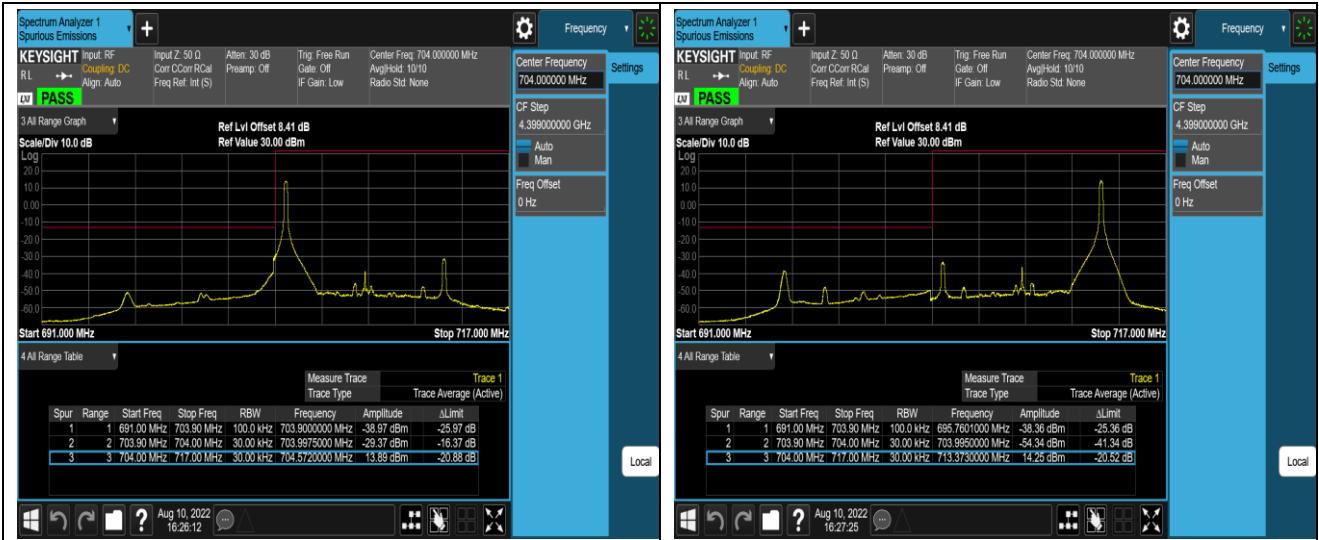 Spectrum Analyzer 1
Spurious Emissions
+
Frequency
KEYSIGHT Input: RF Input Z: 50 Ω Atten: 30 dB Trig: Free Run Center Freq: 704.000000 MHz
RL Coupling: DC Corr CCorr RCal Preamp: Off Gate: Off Avg|Hold: 10/10
Align: Auto Freq Ref: Int (S) IF Gain: Low Radio Std: None
LXI PASS
Center Frequency Settings
704.000000 MHz
CF Step
4.399000000 GHz
Auto
Man
Freq Offset
0 Hz
3 All Range Graph
Ref Lvl Offset 8.41 dB
Scale/Div 10.0 dB Ref Value 30.00 dBm
Log
20.0
10.0
0.00
-10.0
-20.0
-30.0
-40.0
-50.0
-60.0
Start 691.000 MHz Stop 717.000 MHz
4 All Range Table
Measure Trace Trace 1
Trace Type Trace Average (Active)
Spur Range Start Freq Stop Freq RBW Frequency Amplitude ΔLimit
1 1 691.00 MHz 703.90 MHz 100.0 kHz 703.9000000 MHz -38.97 dBm -25.97 dB
2 2 703.90 MHz 704.00 MHz 30.00 kHz 703.9975000 MHz -29.37 dBm -16.37 dB
3 3 704.00 MHz 717.00 MHz 30.00 kHz 704.5720000 MHz 13.89 dBm -20.88 dB
Local
? Aug 10, 2022
16:26:12
Spectrum Analyzer 1
Spurious Emissions
+
Frequency
KEYSIGHT Input: RF Input Z: 50 Ω Atten: 30 dB Trig: Free Run Center Freq: 704.000000 MHz
RL Coupling: DC Corr CCorr RCal Preamp: Off Gate: Off Avg|Hold: 10/10
Align: Auto Freq Ref: Int (S) IF Gain: Low Radio Std: None
LXI PASS
Center Frequency Settings
704.000000 MHz
CF Step
4.399000000 GHz
Auto
Man
Freq Offset
0 Hz
3 All Range Graph
Ref Lvl Offset 8.41 dB
Scale/Div 10.0 dB Ref Value 30.00 dBm
Log
20.0
10.0
0.00
-10.0
-20.0
-30.0
-40.0
-50.0
-60.0
Start 691.000 MHz Stop 717.000 MHz
4 All Range Table
Measure Trace Trace 1
Trace Type Trace Average (Active)
Spur Range Start Freq Stop Freq RBW Frequency Amplitude ΔLimit
1 1 691.00 MHz 703.90 MHz 100.0 kHz 695.7601000 MHz -38.36 dBm -25.36 dB
2 2 703.90 MHz 704.00 MHz 30.00 kHz 703.9950000 MHz -54.34 dBm -41.34 dB
3 3 704.00 MHz 717.00 MHz 30.00 kHz 713.3730000 MHz 14.25 dBm -20.52 dB
Local
? Aug 10, 2022
16:27:25